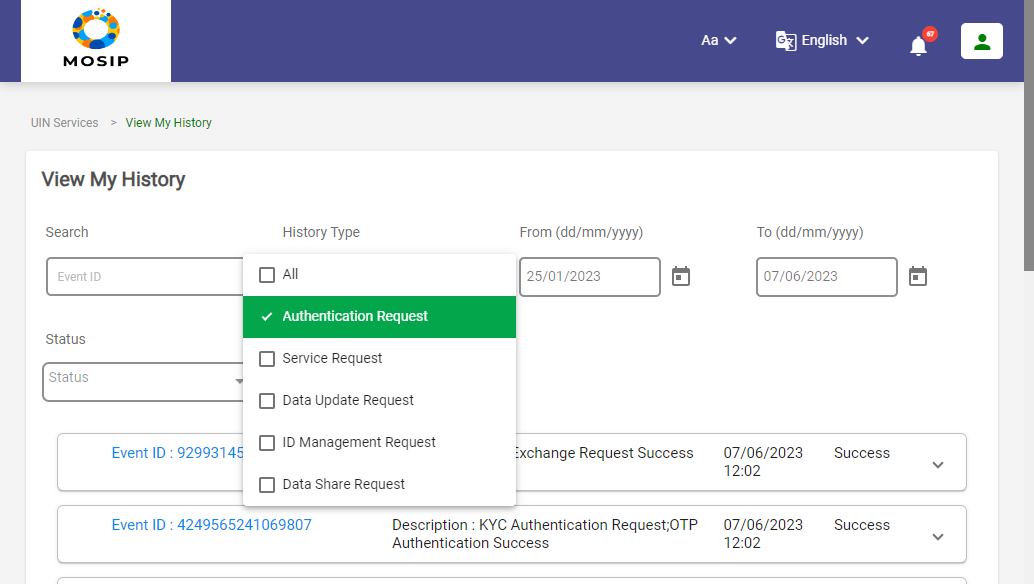 MOSIP
Aa
English
67
UIN Services > View My History
View My History
Search
History Type
From (dd/mm/yyyy)
To (dd/mm/yyyy)
Event ID
25/01/2023
07/06/2023
All
Authentication Request
Service Request
Data Update Request
ID Management Request
Data Share Request
Status
Status
Event ID : 92993145
Exchange Request Success
07/06/2023
12:02
Success
Event ID : 4249565241069807
Description : KYC Authentication Request;OTP
Authentication Success
07/06/2023
12:02
Success